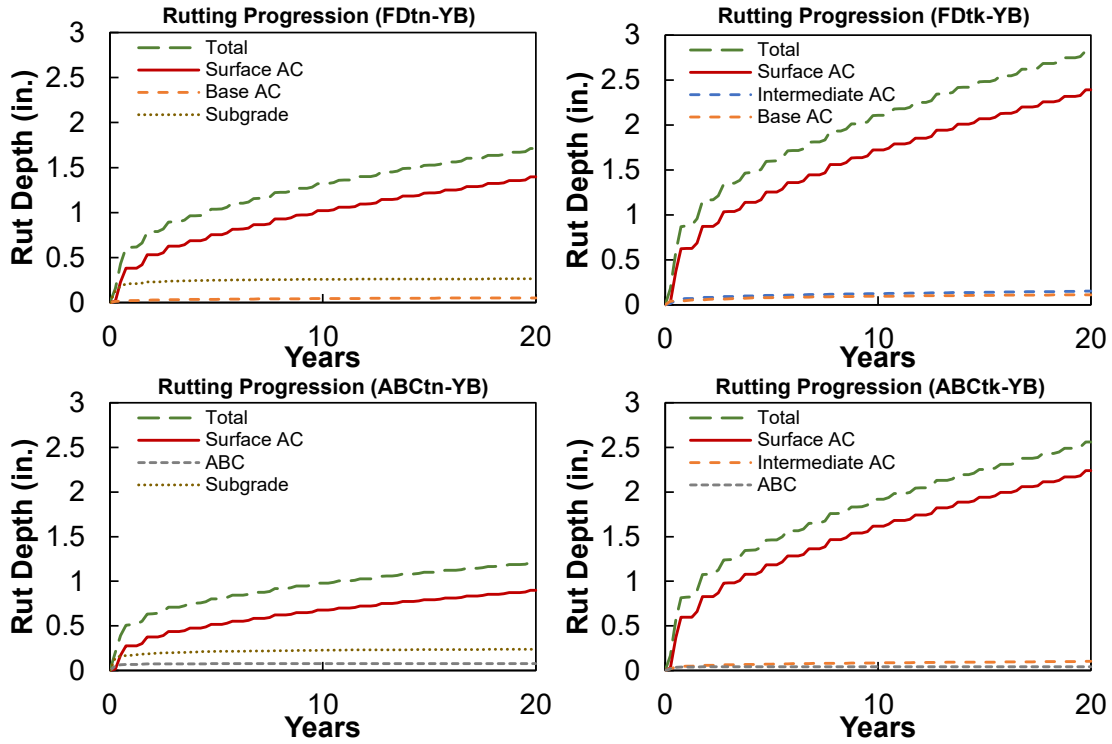 Rutting Progression (FDtn-YB)
3
2.5
2
1.5
1
0.5
0
Rut Depth (in.)
Total
Surface AC
Base AC
Subgrade
0
10
20
Years
Rutting Progression (FDtk-YB)
3
2.5
2
1.5
1
0.5
0
Rut Depth (in.)
Total
Surface AC
Intermediate AC
Base AC
0
10
20
Years
Rutting Progression (ABCtn-YB)
3
2.5
2
1.5
1
0.5
0
Rut Depth (in.)
Total
Surface AC
ABC
Subgrade
0
10
20
Years
Rutting Progression (ABCtk-YB)
3
2.5
2
1.5
1
0.5
0
Rut Depth (in.)
Total
Surface AC
Intermediate AC
ABC
0
10
20
Years